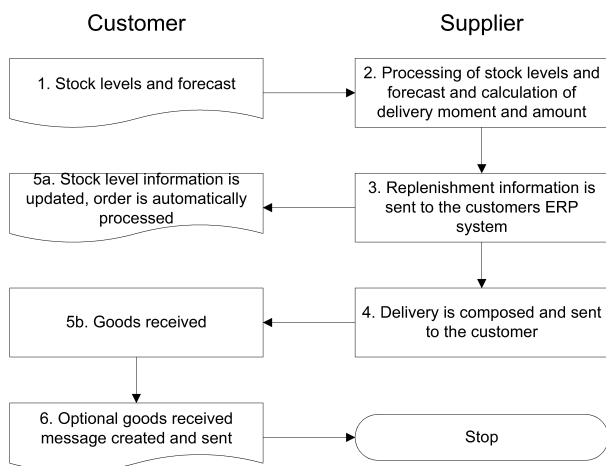 Customer
Supplier
1. Stock levels and forecast
2. Processing of stock levels and
forecast and calculation of
delivery moment and amount
5a. Stock level information is
updated, order is automatically
processed
3. Replenishment information is
sent to the customers ERP
system
5b. Goods received
4. Delivery is composed and sent
to the customer
6. Optional goods received
message created and sent
Stop